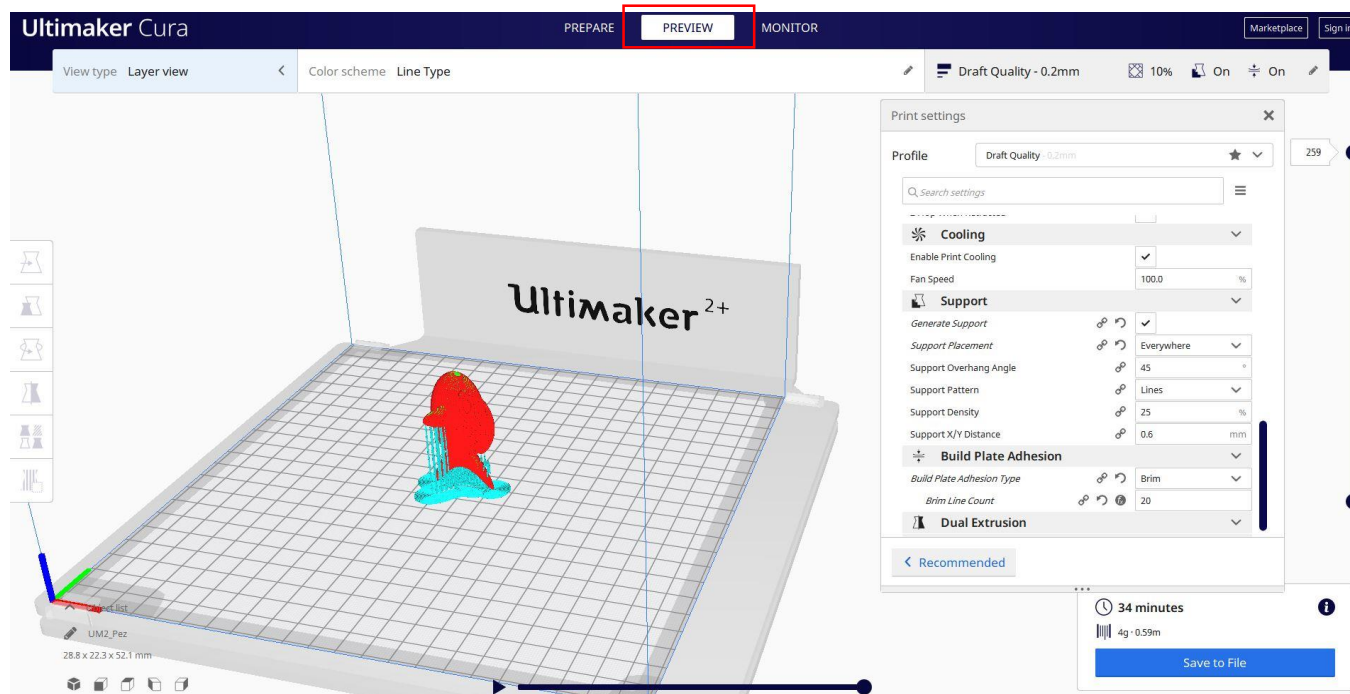 Ultimaker Cura
PREPARE
PREVIEW
MONITOR
Marketplace
Sign in
View type Layer view
Color scheme Line Type
Draft Quality - 0.2mm
10%
On
On
Print settings
Profile
Draft Quality - 0.2mm
259
Search settings
Cooling
Enable Print Cooling
Fan Speed 100.0 %
Support
Generate Support
Support Placement Everywhere
Support Overhang Angle 45 °
Support Pattern Lines
Support Density 25 %
Support X/Y Distance 0.6 mm
Build Plate Adhesion
Build Plate Adhesion Type Brim
Brim Line Count 20
Dual Extrusion
Recommended
Ultimaker 2+
Object list
UM2_Pez
28.8 x 22.3 x 52.1 mm
34 minutes
4g · 0.59m
Save to File